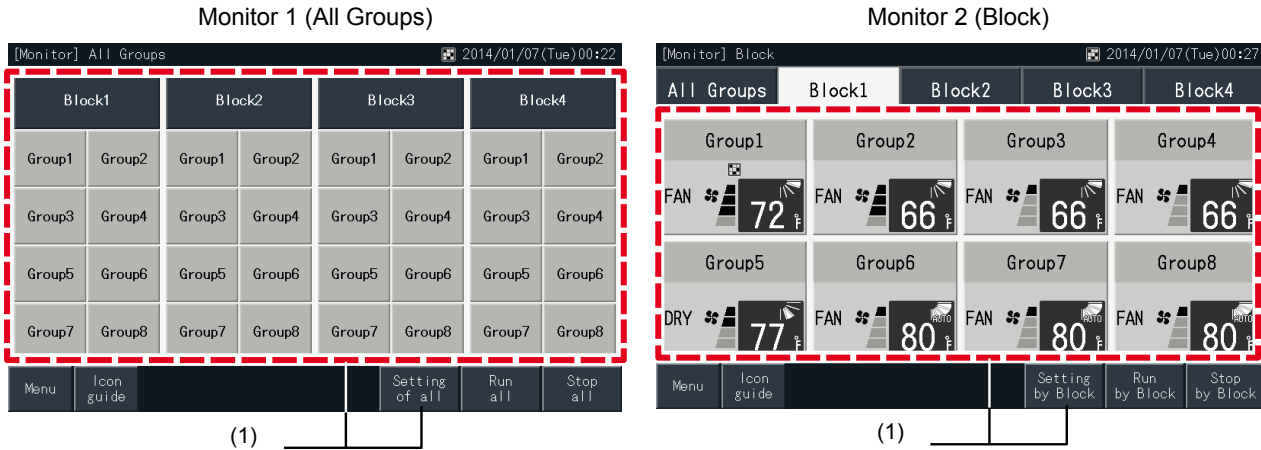 Monitor 1 (All Groups)
[Monitor] All Groups 2014/01/07(Tue)00:22
Block1 Block2 Block3 Block4
Group1 Group2 Group1 Group2 Group1 Group2 Group1 Group2
Group3 Group4 Group3 Group4 Group3 Group4 Group3 Group4
Group5 Group6 Group5 Group6 Group5 Group6 Group5 Group6
Group7 Group8 Group7 Group8 Group7 Group8 Group7 Group8
Menu Icon guide Setting of all Run all Stop all
(1)
Monitor 2 (Block)
[Monitor] Block 2014/01/07(Tue)00:27
All Groups Block1 Block2 Block3 Block4
Group1 Group2 Group3 Group4
FAN 72 °F FAN 66 °F FAN 66 °F FAN 66 °F
Group5 Group6 Group7 Group8
DRY 77 °F FAN AUTO 80 °F FAN AUTO 80 °F FAN AUTO 80 °F
Menu Icon guide Setting by Block Run by Block Stop by Block
(1)